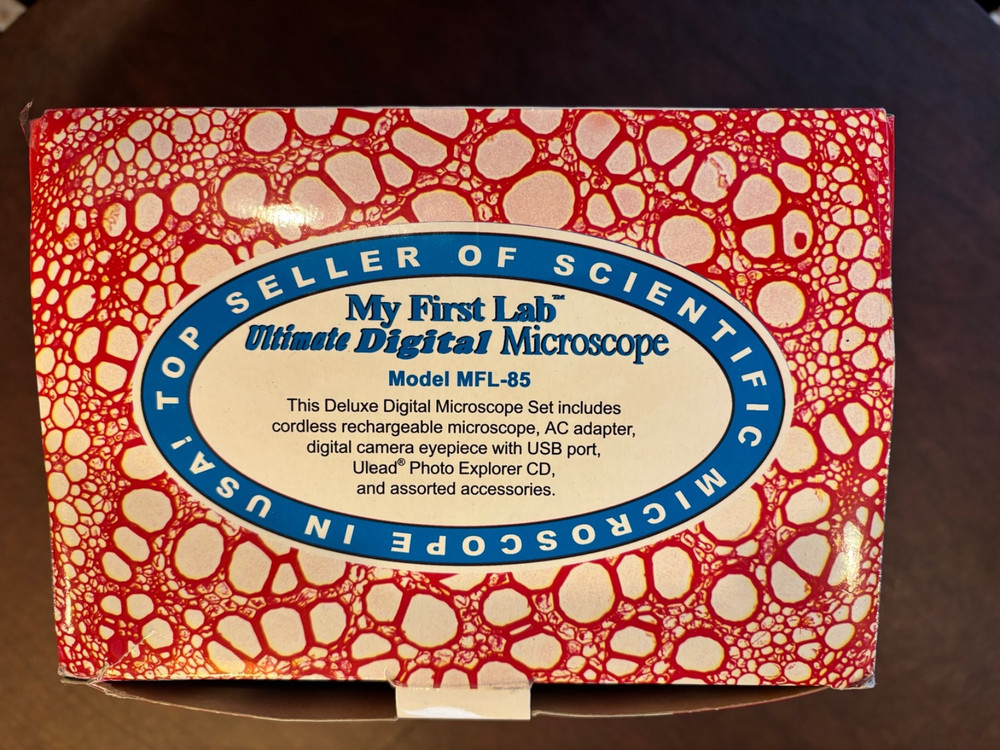 TOP SELLER OF SCIENTIFIC MICROSCOPE IN USA!
My First Lab™
Ultimate Digital Microscope
Model MFL-85
This Deluxe Digital Microscope Set includes
cordless rechargeable microscope, AC adapter,
digital camera eyepiece with USB port,
Ulead® Photo Explorer CD,
and assorted accessories.